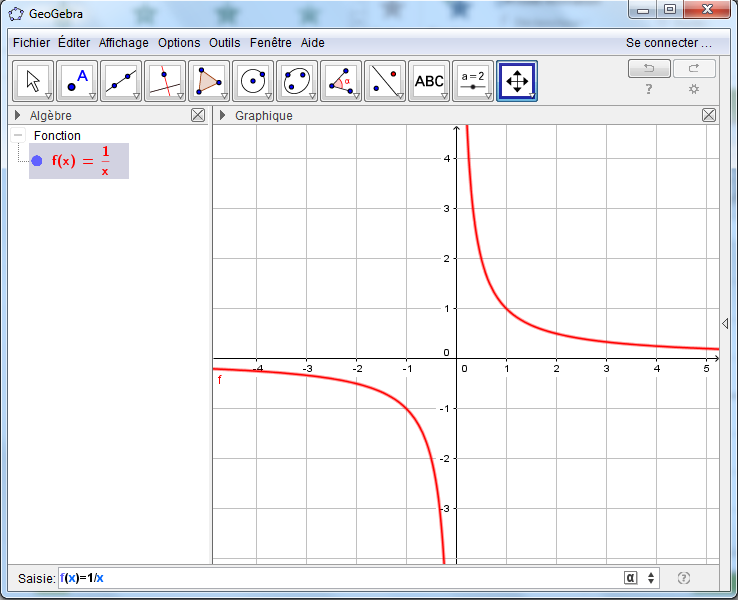 GeoGebra
Fichier Éditer Affichage Options Outils Fenêtre Aide Se connecter ...
A α ABC a = 2 ?
Algèbre Graphique
Fonction
f(x) = 1/x
4
3
2
1
0
-4 -3 -2 -1 0 1 2 3 4 5
f
-1
-2
-3
Saisie: f(x)=1/x α ?